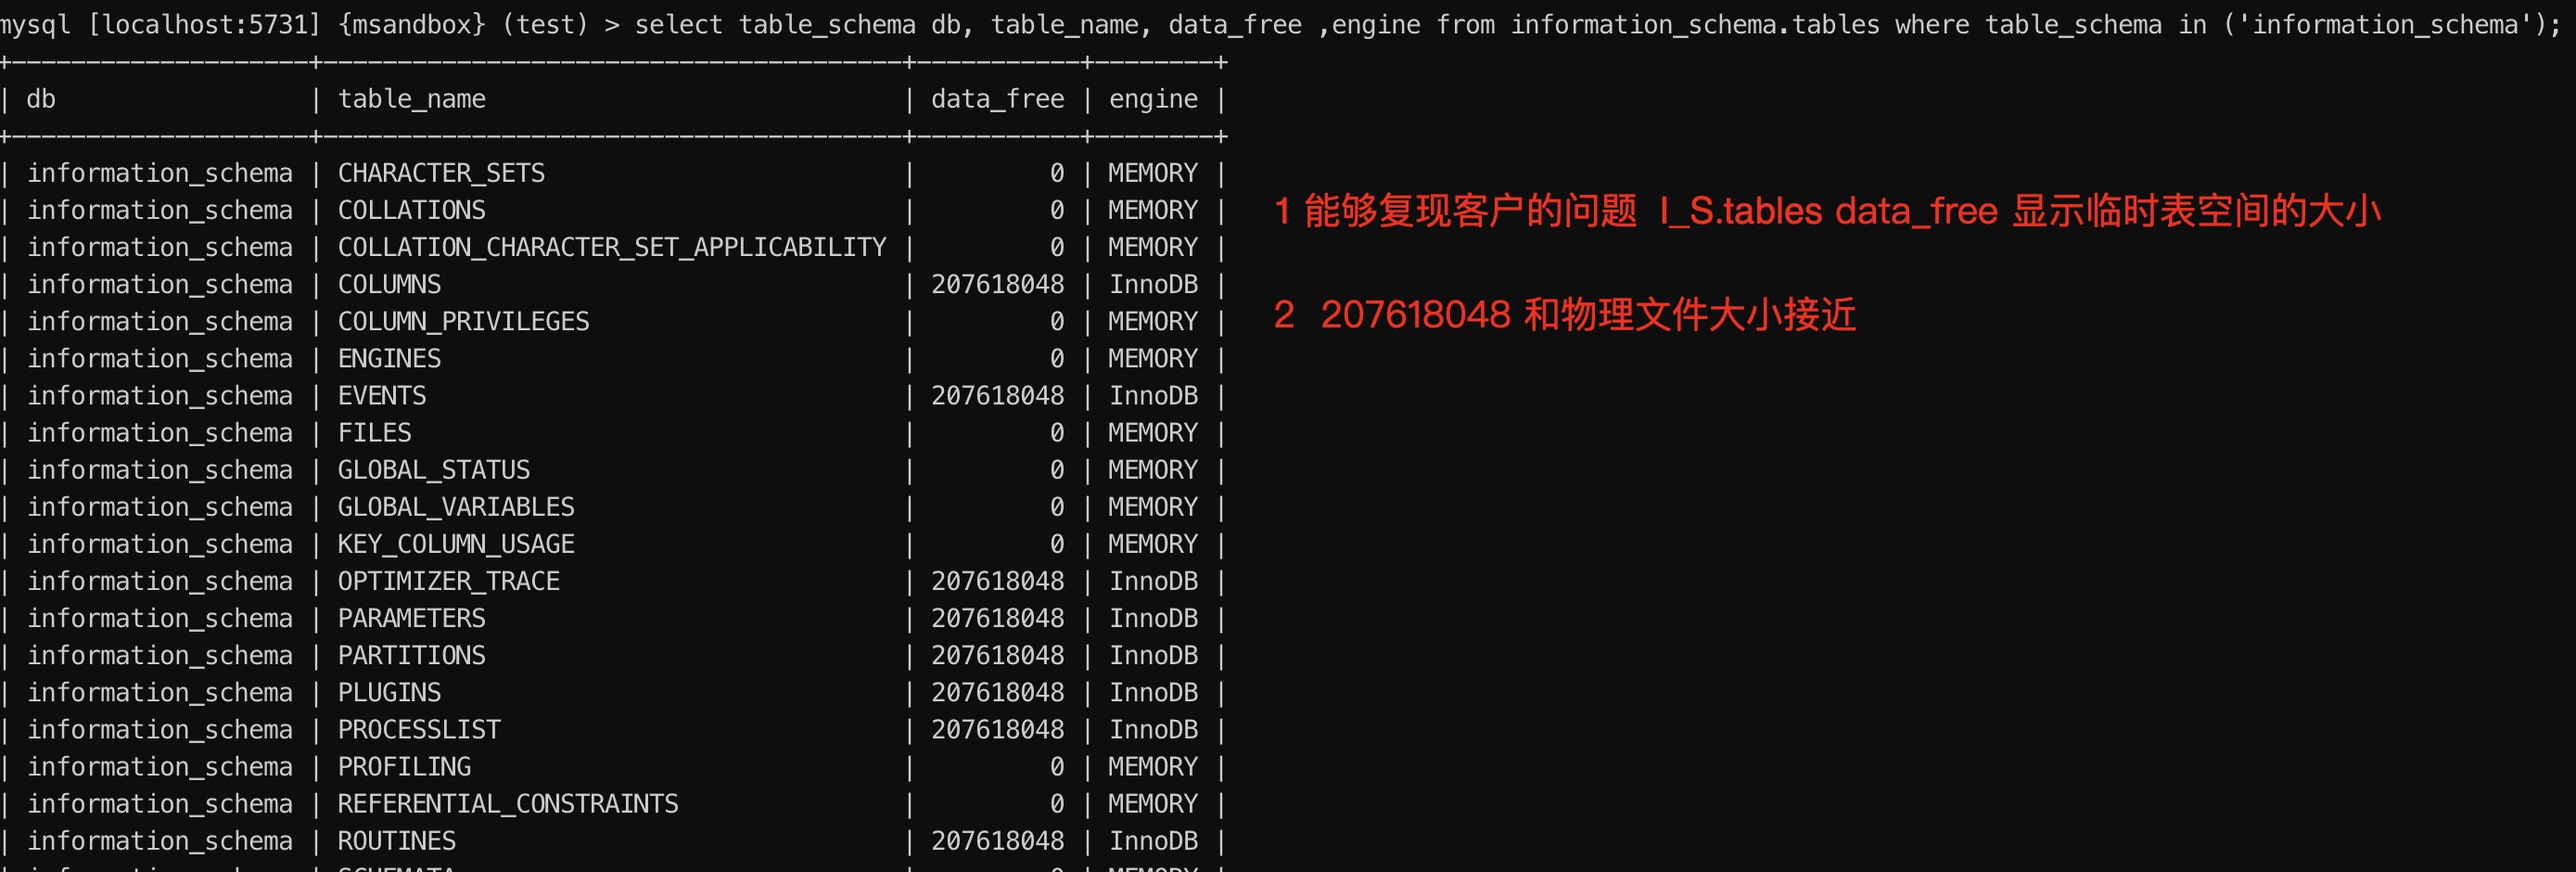 mysql [localhost:5731] {msandbox} (test) > select table_schema db, table_name, data_free ,engine from information_schema.tables where table_schema in ('information_schema');
+--------------------+---------------------------------------+-----------+--------+
| db                 | table_name                            | data_free | engine |
+--------------------+---------------------------------------+-----------+--------+
| information_schema | CHARACTER_SETS                        |         0 | MEMORY |
1 能够复现客户的问题 I_S.tables data_free 显示临时表空间的大小
| information_schema | COLLATIONS                            |         0 | MEMORY |
| information_schema | COLLATION_CHARACTER_SET_APPLICABILITY |         0 | MEMORY |
| information_schema | COLUMNS                               | 207618048 | InnoDB |
2 207618048 和物理文件大小接近
| information_schema | COLUMN_PRIVILEGES                     |         0 | MEMORY |
| information_schema | ENGINES                               |         0 | MEMORY |
| information_schema | EVENTS                                | 207618048 | InnoDB |
| information_schema | FILES                                 |         0 | MEMORY |
| information_schema | GLOBAL_STATUS                         |         0 | MEMORY |
| information_schema | GLOBAL_VARIABLES                      |         0 | MEMORY |
| information_schema | KEY_COLUMN_USAGE                      |         0 | MEMORY |
| information_schema | OPTIMIZER_TRACE                       | 207618048 | InnoDB |
| information_schema | PARAMETERS                            | 207618048 | InnoDB |
| information_schema | PARTITIONS                            | 207618048 | InnoDB |
| information_schema | PLUGINS                               | 207618048 | InnoDB |
| information_schema | PROCESSLIST                           | 207618048 | InnoDB |
| information_schema | PROFILING                             |         0 | MEMORY |
| information_schema | REFERENTIAL_CONSTRAINTS               |         0 | MEMORY |
| information_schema | ROUTINES                              | 207618048 | InnoDB |